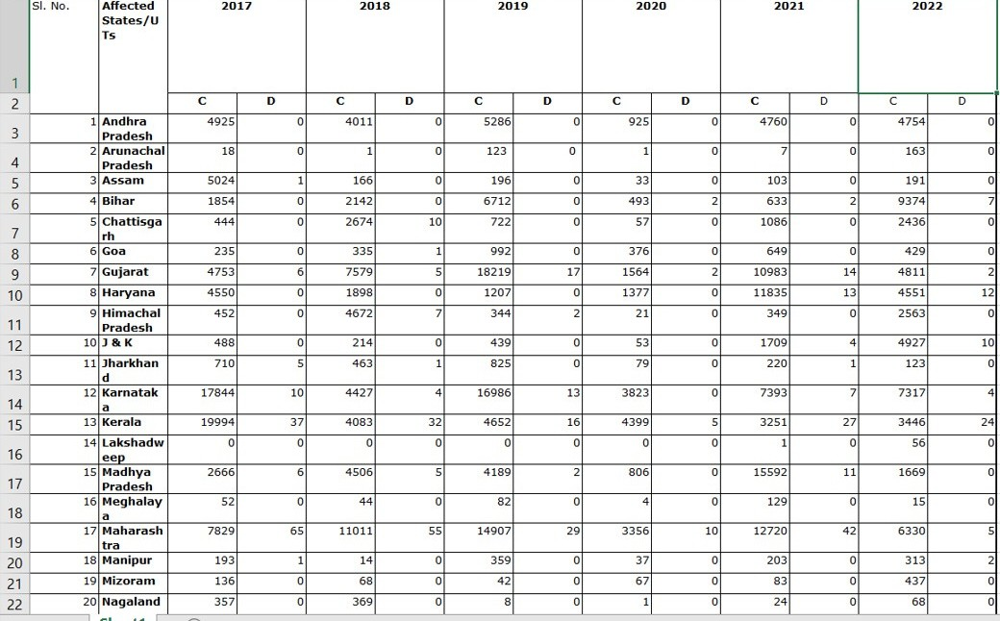 Sl. No. Affected 2017 2018 2019 2020 2021 2022
States/U
Ts
1
2 C D C D C D C D C D C D
1 Andhra 4925 0 4011 0 5286 0 925 0 4760 0 4754 0
3 Pradesh
2 Arunachal 18 0 1 0 123 0 1 0 7 0 163 0
4 Pradesh
5 3 Assam 5024 1 166 0 196 0 33 0 103 0 191 0
6 4 Bihar 1854 0 2142 0 6712 0 493 2 633 2 9374 7
5 Chattisga 444 0 2674 10 722 0 57 0 1086 0 2436 0
7 rh
8 6 Goa 235 0 335 1 992 0 376 0 649 0 429 0
9 7 Gujarat 4753 6 7579 5 18219 17 1564 2 10983 14 4811 2
10 8 Haryana 4550 0 1898 0 1207 0 1377 0 11835 13 4551 12
9 Himachal 452 0 4672 7 344 2 21 0 349 0 2563 0
11 Pradesh
12 10 J & K 488 0 214 0 439 0 53 0 1709 4 4927 10
11 Jharkhan 710 5 463 1 825 0 79 0 220 1 123 0
13 d
12 Karnatak 17844 10 4427 4 16986 13 3823 0 7393 7 7317 4
14 a
15 13 Kerala 19994 37 4083 32 4652 16 4399 5 3251 27 3446 24
14 Lakshadw 0 0 0 0 0 0 0 0 1 0 56 0
16 eep
15 Madhya 2666 6 4506 5 4189 2 806 0 15592 11 1669 0
17 Pradesh
16 Meghalay 52 0 44 0 82 0 4 0 129 0 15 0
18 a
17 Maharash 7829 65 11011 55 14907 29 3356 10 12720 42 6330 5
19 tra
20 18 Manipur 193 1 14 0 359 0 37 0 203 0 313 2
21 19 Mizoram 136 0 68 0 42 0 67 0 83 0 437 0
22 20 Nagaland 357 0 369 0 8 0 1 0 24 0 68 0